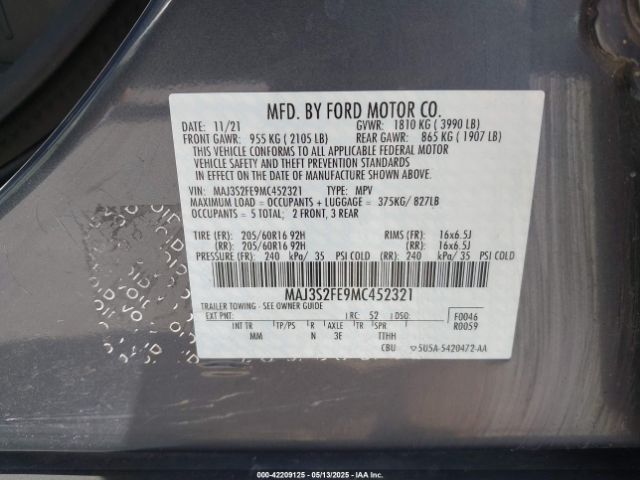 MFD. BY FORD MOTOR CO.
DATE: 11/21 GVWR: 1810 KG ( 3990 LB)
FRONT GAWR: 955 KG ( 2105 LB) REAR GAWR: 865 KG ( 1907 LB)
THIS VEHICLE CONFORMS TO ALL APPLICABLE FEDERAL MOTOR
VEHICLE SAFETY AND THEFT PREVENTION STANDARDS
IN EFFECT ON THE DATE OF MANUFACTURE SHOWN ABOVE.
VIN: MAJ3S2FE9MC452321 TYPE: MPV
MAXIMUM LOAD = OCCUPANTS + LUGGAGE = 375KG/ 827LB
OCCUPANTS = 5 TOTAL; 2 FRONT, 3 REAR
TIRE (FR): 205/60R16 92H RIMS (FR): 16x6.5J
(RR): 205/60R16 92H (RR): 16x6.5J
PRESSURE (FR): 240 kPa/ 35 PSI COLD (RR): 240 kPa/ 35 PSI COLD
MAJ3S2FE9MC452321
TRAILER TOWING - SEE OWNER GUIDE
EXT PNT: RC: 52 DSO: F0046
R0059
INT TR TP/PS R AXLE TR SPR
MM N 3E TTHH
CBU 5U5A-5420472-AA
VOID
VOID
VOID
VOID
000-42209125 - 05/13/2025 - ©IAA Holdings, LLC